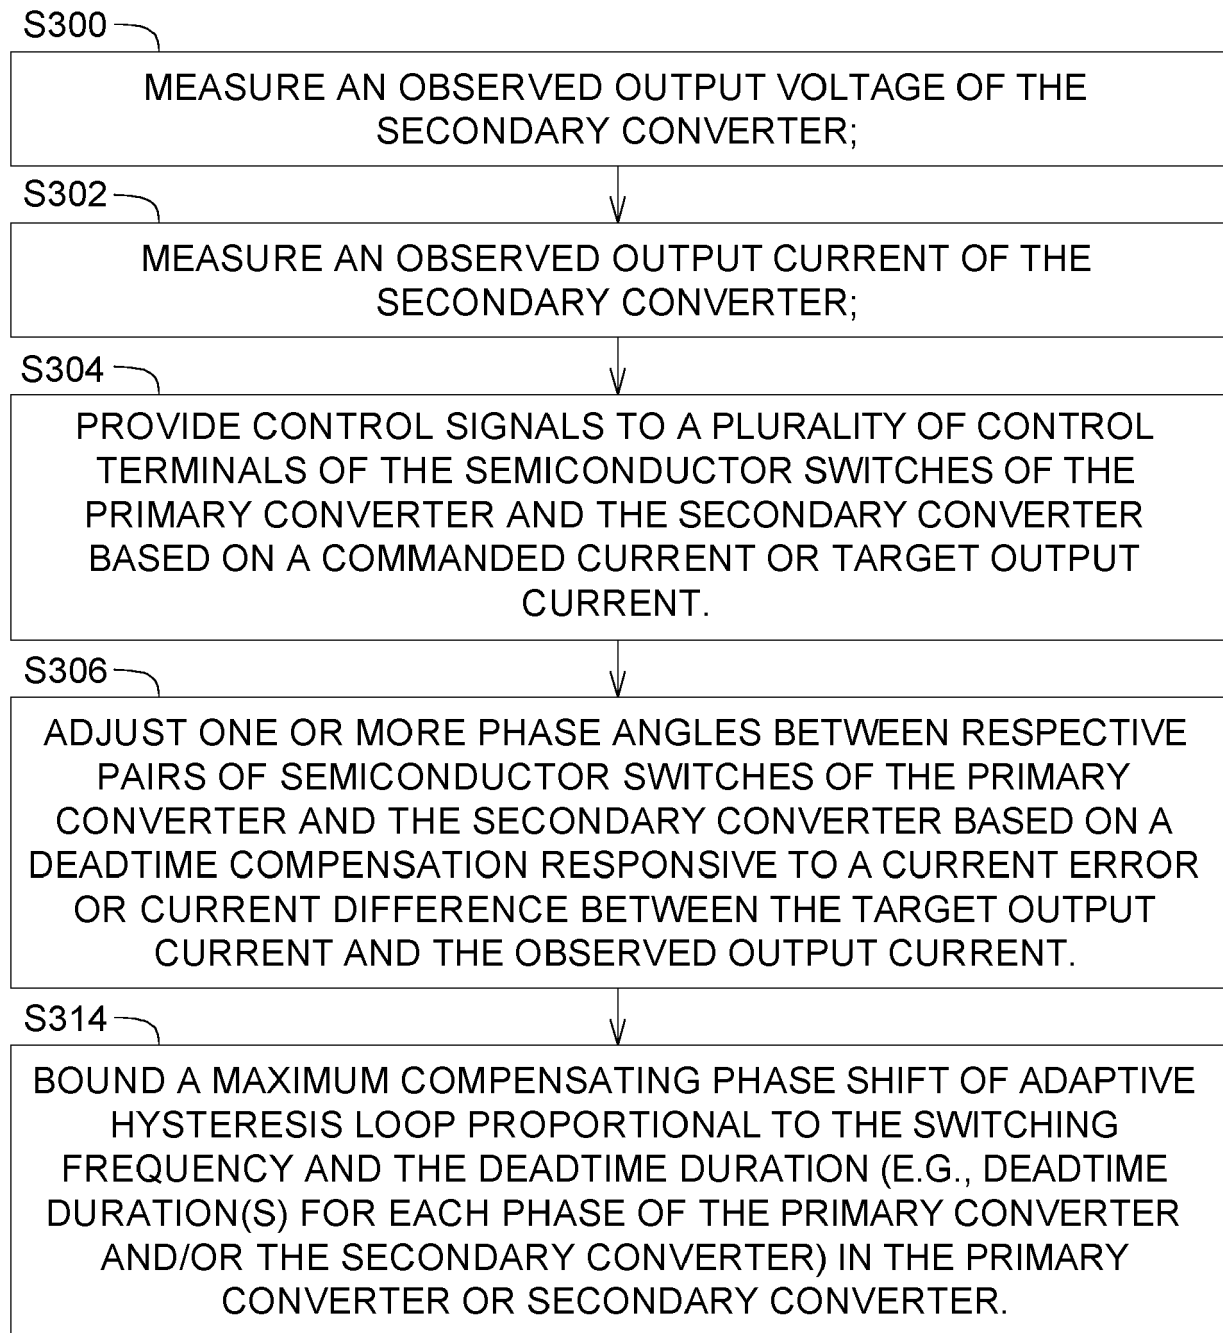 S300
MEASURE AN OBSERVED OUTPUT VOLTAGE OF THE
SECONDARY CONVERTER;
S302
MEASURE AN OBSERVED OUTPUT CURRENT OF THE
SECONDARY CONVERTER;
S304
PROVIDE CONTROL SIGNALS TO A PLURALITY OF CONTROL
TERMINALS OF THE SEMICONDUCTOR SWITCHES OF THE
PRIMARY CONVERTER AND THE SECONDARY CONVERTER
BASED ON A COMMANDED CURRENT OR TARGET OUTPUT
CURRENT.
S306
ADJUST ONE OR MORE PHASE ANGLES BETWEEN RESPECTIVE
PAIRS OF SEMICONDUCTOR SWITCHES OF THE PRIMARY
CONVERTER AND THE SECONDARY CONVERTER BASED ON A
DEADTIME COMPENSATION RESPONSIVE TO A CURRENT ERROR
OR CURRENT DIFFERENCE BETWEEN THE TARGET OUTPUT
CURRENT AND THE OBSERVED OUTPUT CURRENT.
S314
BOUND A MAXIMUM COMPENSATING PHASE SHIFT OF ADAPTIVE
HYSTERESIS LOOP PROPORTIONAL TO THE SWITCHING
FREQUENCY AND THE DEADTIME DURATION (E.G., DEADTIME
DURATION(S) FOR EACH PHASE OF THE PRIMARY CONVERTER
AND/OR THE SECONDARY CONVERTER) IN THE PRIMARY
CONVERTER OR SECONDARY CONVERTER.